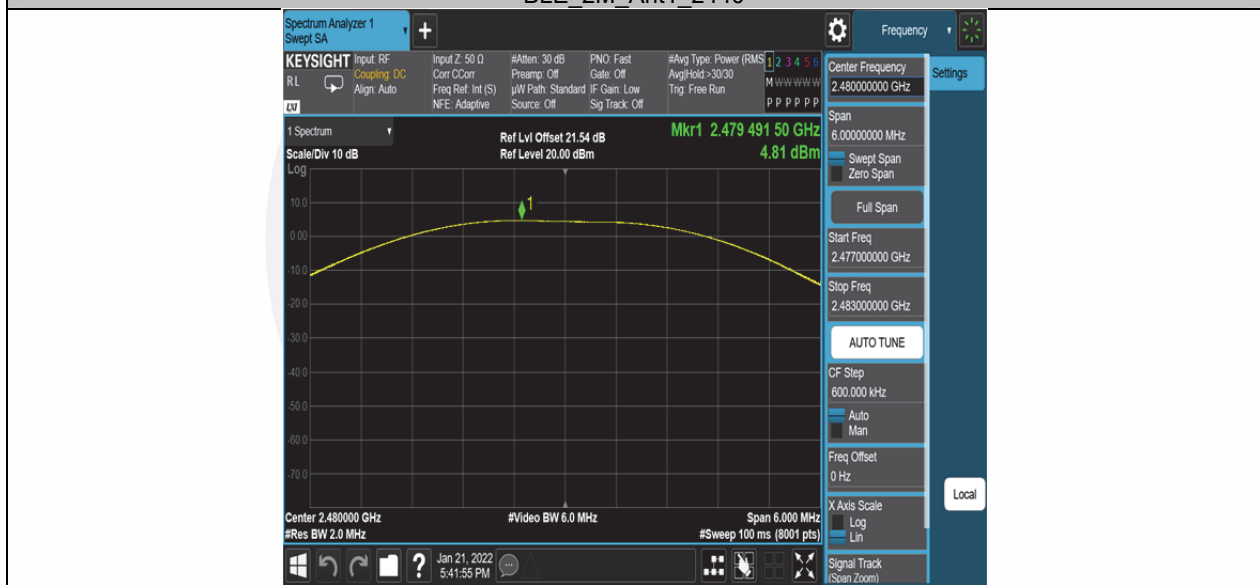 BLE_2M_Ant1_2440
Spectrum Analyzer 1
Swept SA
Frequency
KEYSIGHT
RL
LXI
Input: RF
Coupling: DC
Align: Auto
Input Z: 50 Ω
Corr CCorr
Freq Ref: Int (S)
NFE: Adaptive
#Atten: 30 dB
Preamp: Off
µW Path: Standard
Source: Off
PNO: Fast
Gate: Off
IF Gain: Low
Sig Track: Off
#Avg Type: Power (RMS
Avg|Hold:>30/30
Trig: Free Run
1 2 3 4 5 6
M W W W W W
P P P P P P
1 Spectrum
Scale/Div 10 dB
Log
Ref Lvl Offset 21.54 dB
Ref Level 20.00 dBm
Mkr1 2.479 491 50 GHz
4.81 dBm
1
10.0
0.00
-10.0
-20.0
-30.0
-40.0
-50.0
-60.0
-70.0
Center 2.480000 GHz
#Res BW 2.0 MHz
#Video BW 6.0 MHz
Span 6.000 MHz
#Sweep 100 ms (8001 pts)
Jan 21, 2022
5:41:55 PM
Center Frequency
2.480000000 GHz
Settings
Span
6.00000000 MHz
Swept Span
Zero Span
Full Span
Start Freq
2.477000000 GHz
Stop Freq
2.483000000 GHz
AUTO TUNE
CF Step
600.000 kHz
Auto
Man
Freq Offset
0 Hz
X Axis Scale
Log
Lin
Local
Signal Track
(Span Zoom)